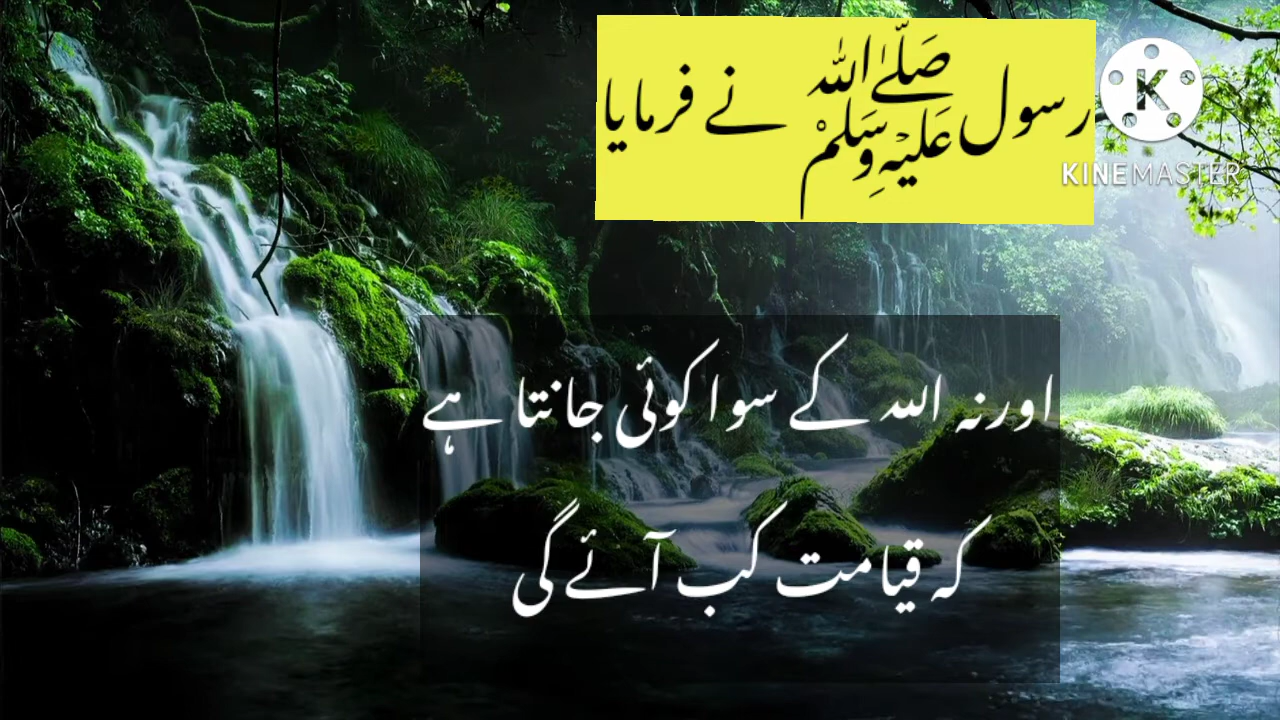 رسول صلی اللہ علیہ وسلم نے فرمایا
KINEMASTER
اور نہ اللہ کے سوا کوئی جانتا ہے
کہ قیامت کب آئے گی